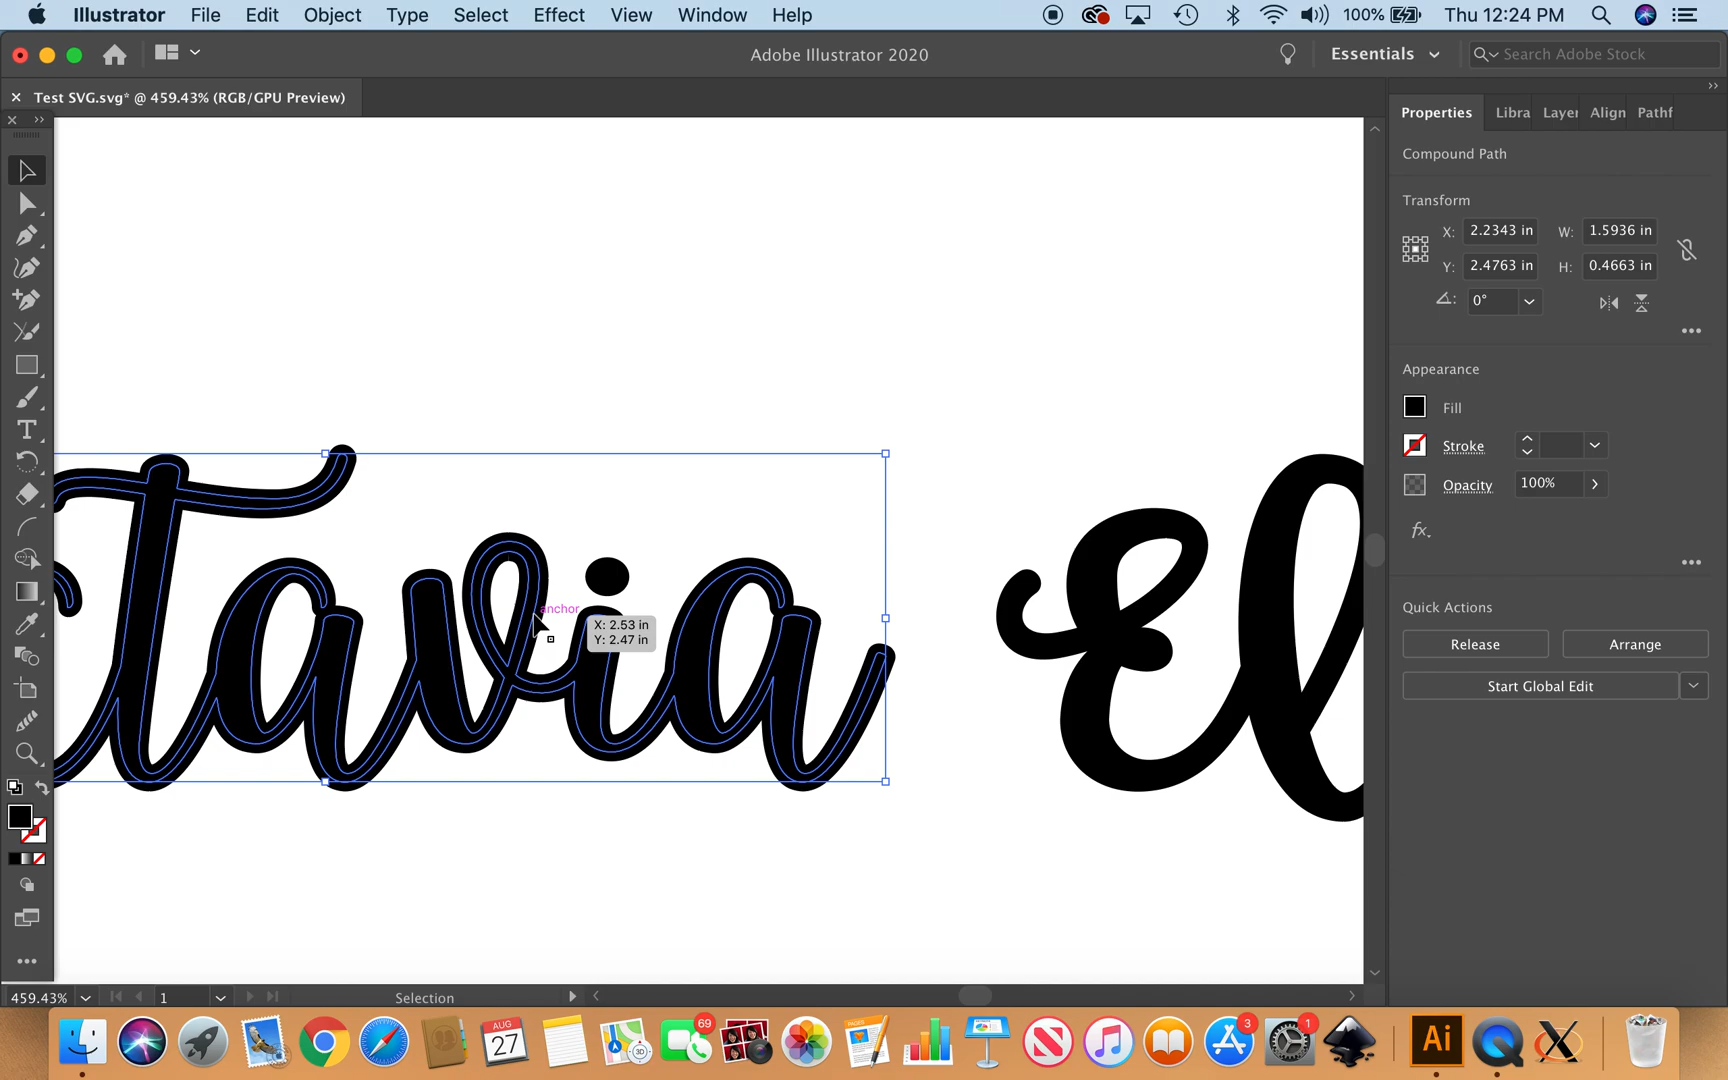 Illustrator File Edit Object Type Select Effect View Window Help 100% Thu 12:24 PM
Adobe Illustrator 2020 Essentials Search Adobe Stock
Test SVG.svg* @ 459.43% (RGB/GPU Preview)
Properties Libra Layer Align Pathf
Compound Path
Transform
X: 2.2343 in W: 1.5936 in
Y: 2.4763 in H: 0.4663 in
0°
Appearance
Fill
Stroke
Opacity 100%
fx.
Quick Actions
Release Arrange
Start Global Edit
tavia El
anchor
X: 2.53 in
Y: 2.47 in
459.43% 1 Selection
AUG
27
69
3D
PAGES
3
1
Ai